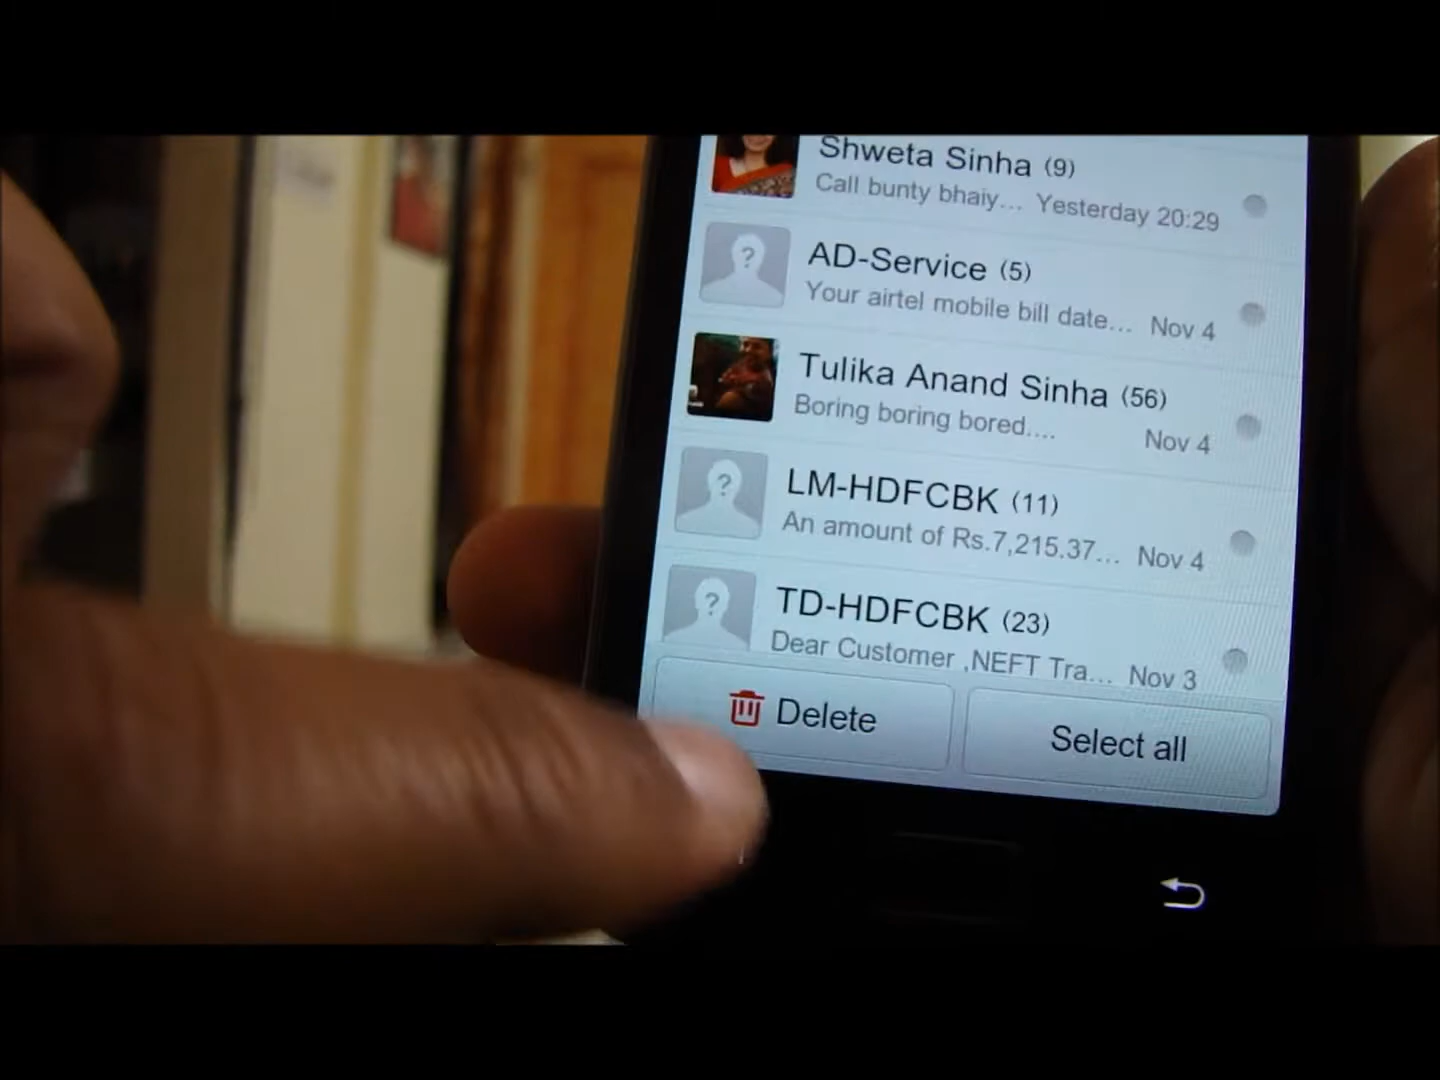 Shweta Sinha (9)
Call bunty bhaiy... Yesterday 20:29
AD-Service (5)
Your airtel mobile bill date... Nov 4
Tulika Anand Sinha (56)
Boring boring bored.... Nov 4
LM-HDFCBK (11)
An amount of Rs.7,215.37... Nov 4
TD-HDFCBK (23)
Dear Customer ,NEFT Tra... Nov 3
Delete Select all